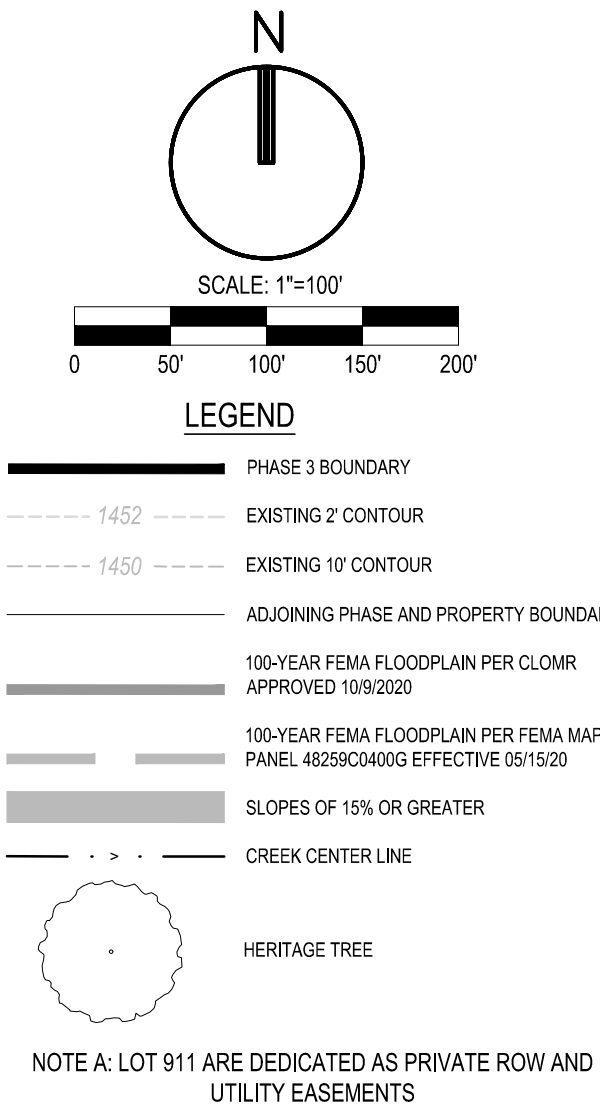 N
SCALE: 1"=100'
0 50' 100' 150' 200'
LEGEND
PHASE 3 BOUNDARY
1452 EXISTING 2' CONTOUR
1450 EXISTING 10' CONTOUR
ADJOINING PHASE AND PROPERTY
100-YEAR FEMA FLOODPLAIN PER CLOMR
APPROVED 10/9/2020
100-YEAR FEMA FLOODPLAIN PER FEMA MAP
PANEL 48259C0400G EFFECTIVE 05/15/20
SLOPES OF 15% OR GREATER
CREEK CENTER LINE
HERITAGE TREE
NOTE A: LOT 911 ARE DEDICATED AS PRIVATE ROW AND
UTILITY EASEMENTS